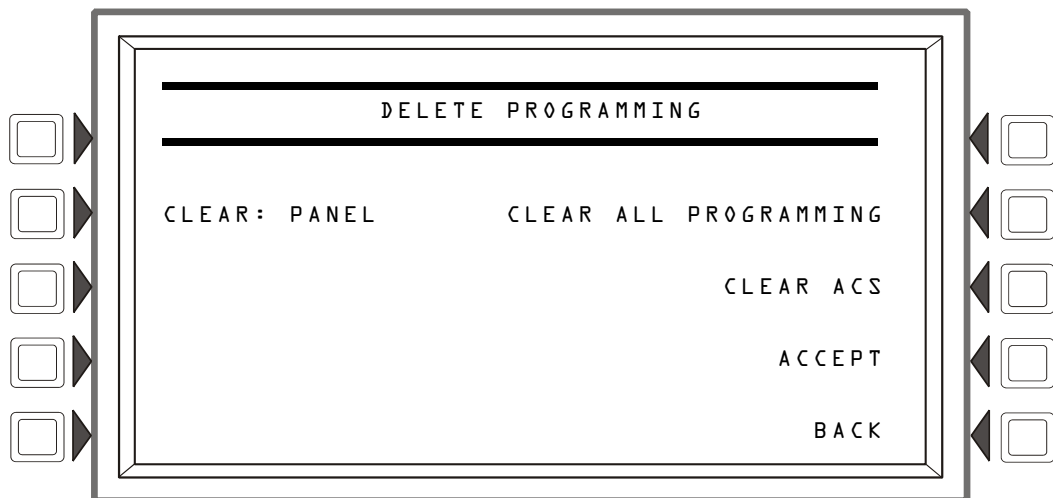 DELETE PROGRAMMING
CLEAR: PANEL CLEAR ALL PROGRAMMING
CLEAR ACS
ACCEPT
BACK